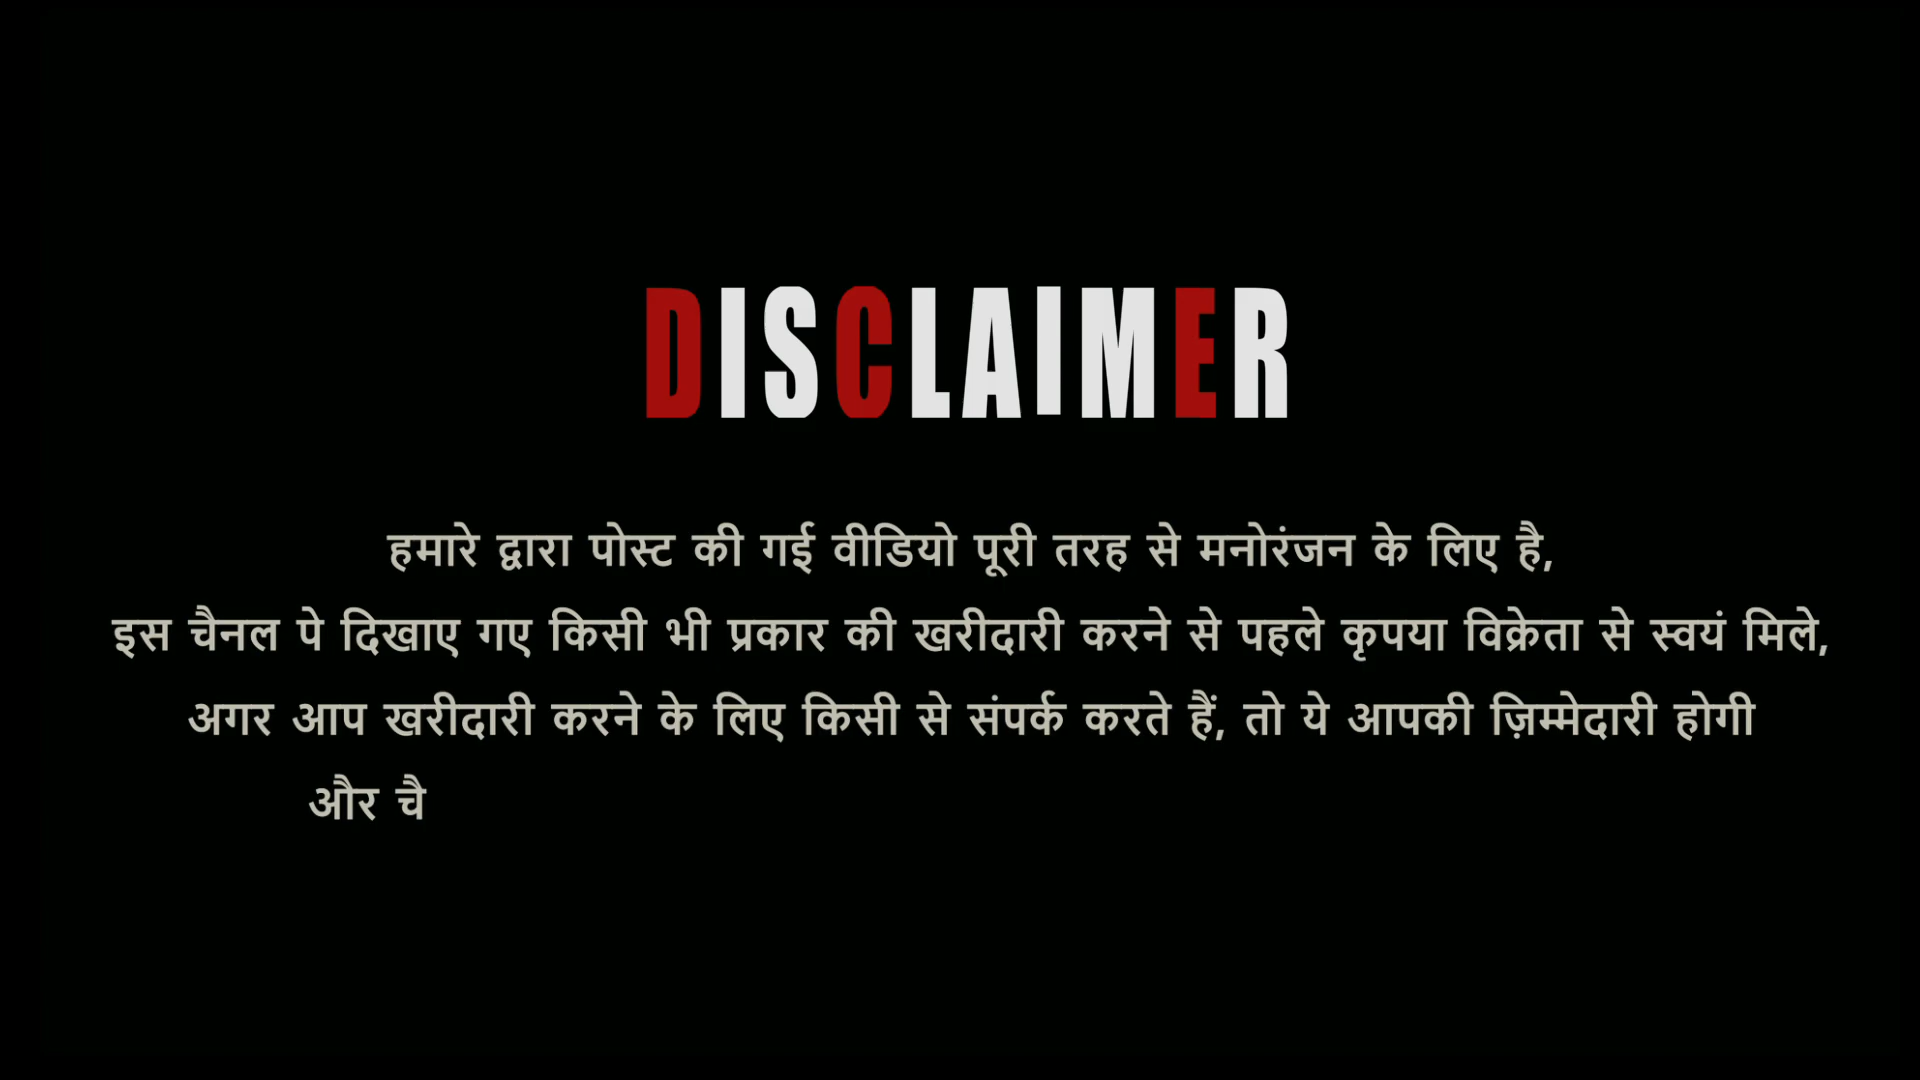 DISCLAIMER
हमारे द्वारा पोस्ट की गई वीडियो पूरी तरह से मनोरंजन के लिए है,
इस चैनल पे दिखाए गए किसी भी प्रकार की खरीदारी करने से पहले कृपया विक्रेता से स्वयं मिले,
अगर आप खरीदारी करने के लिए किसी से संपर्क करते हैं, तो ये आपकी ज़िम्मेदारी होगी
और चै